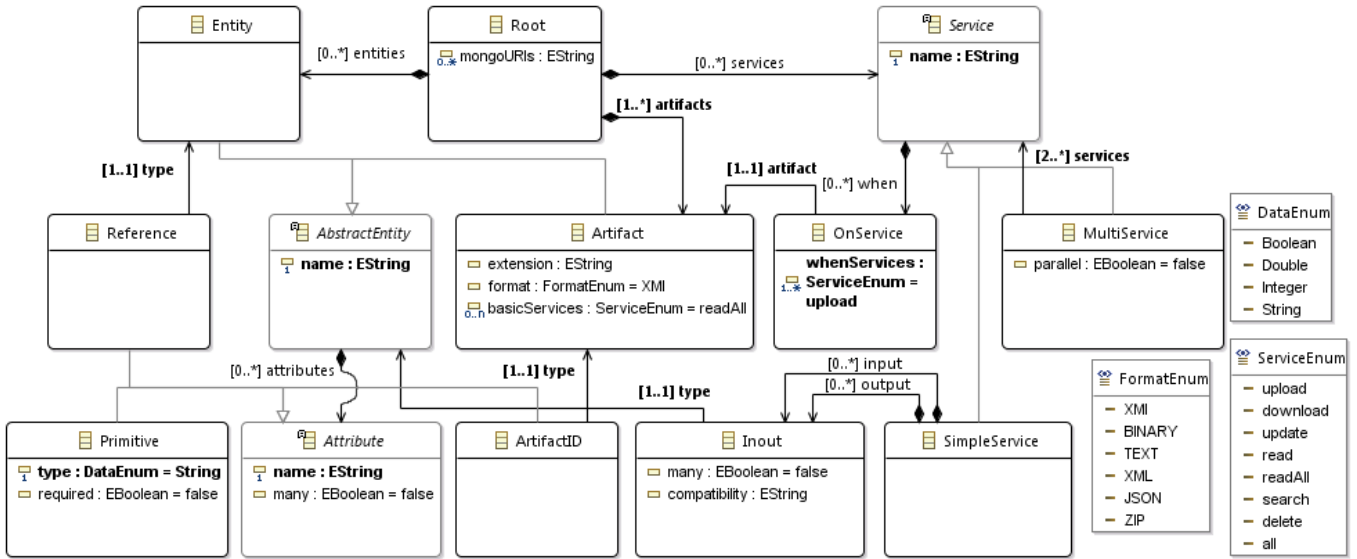 Entity
Root
mongoURIs : EString
0..*
Service
name : EString
1
[0..*] entities
[0..*] services
[1..*] artifacts
[1..1] type
[1..1] artifact
[0..*] when
[2..*] services
Reference
AbstractEntity
name : EString
1
Artifact
extension : EString
format : FormatEnum = XMI
basicServices : ServiceEnum = readAll
0..n
OnService
whenServices :
ServiceEnum =
upload
1..*
MultiService
parallel : EBoolean = false
DataEnum
Boolean
Double
Integer
String
[0..*] attributes
[1..1] type
[1..1] type
[0..*] input
[0..*] output
Primitive
type : DataEnum = String
1
required : EBoolean = false
Attribute
name : EString
1
many : EBoolean = false
ArtifactID
Inout
many : EBoolean = false
compatibility : EString
SimpleService
FormatEnum
XMI
BINARY
TEXT
XML
JSON
ZIP
ServiceEnum
upload
download
update
read
readAll
search
delete
all